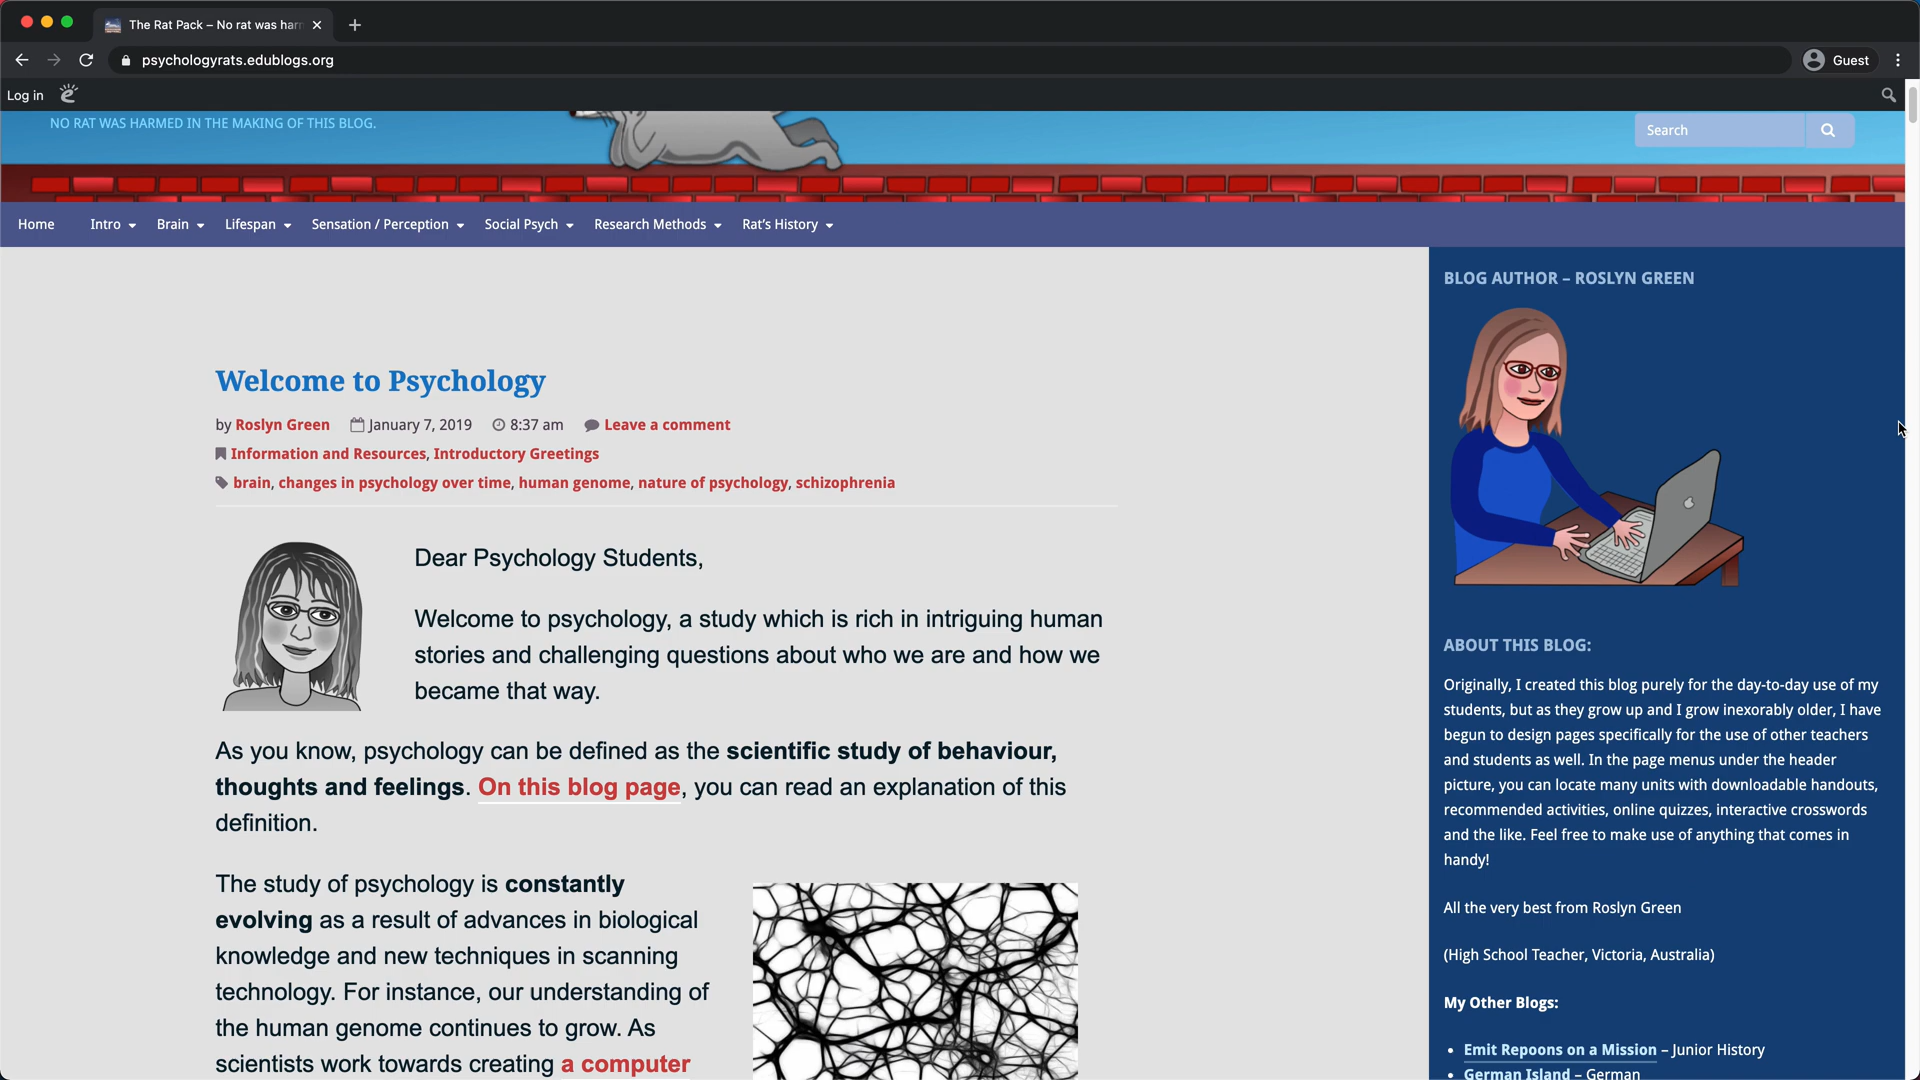 The Rat Pack – No rat was harm
psychologyrats.edublogs.org
Guest
Log in
NO RAT WAS HARMED IN THE MAKING OF THIS BLOG.
Search
Home
Intro
Brain
Lifespan
Sensation / Perception
Social Psych
Research Methods
Rat's History
Welcome to Psychology
by Roslyn Green January 7, 2019 8:37 am Leave a comment
Information and Resources, Introductory Greetings
brain, changes in psychology over time, human genome, nature of psychology, schizophrenia
Dear Psychology Students,
Welcome to psychology, a study which is rich in intriguing human
stories and challenging questions about who we are and how we
became that way.
As you know, psychology can be defined as the scientific study of behaviour,
thoughts and feelings. On this blog page, you can read an explanation of this
definition.
The study of psychology is constantly
evolving as a result of advances in biological
knowledge and new techniques in scanning
technology. For instance, our understanding of
the human genome continues to grow. As
scientists work towards creating a computer
BLOG AUTHOR – ROSLYN GREEN
ABOUT THIS BLOG:
Originally, I created this blog purely for the day-to-day use of my
students, but as they grow up and I grow inexorably older, I have
begun to design pages specifically for the use of other teachers
and students as well. In the page menus under the header
picture, you can locate many units with downloadable handouts,
recommended activities, online quizzes, interactive crosswords
and the like. Feel free to make use of anything that comes in
handy!
All the very best from Roslyn Green
(High School Teacher, Victoria, Australia)
My Other Blogs:
Emit Repoons on a Mission – Junior History
German Island – German